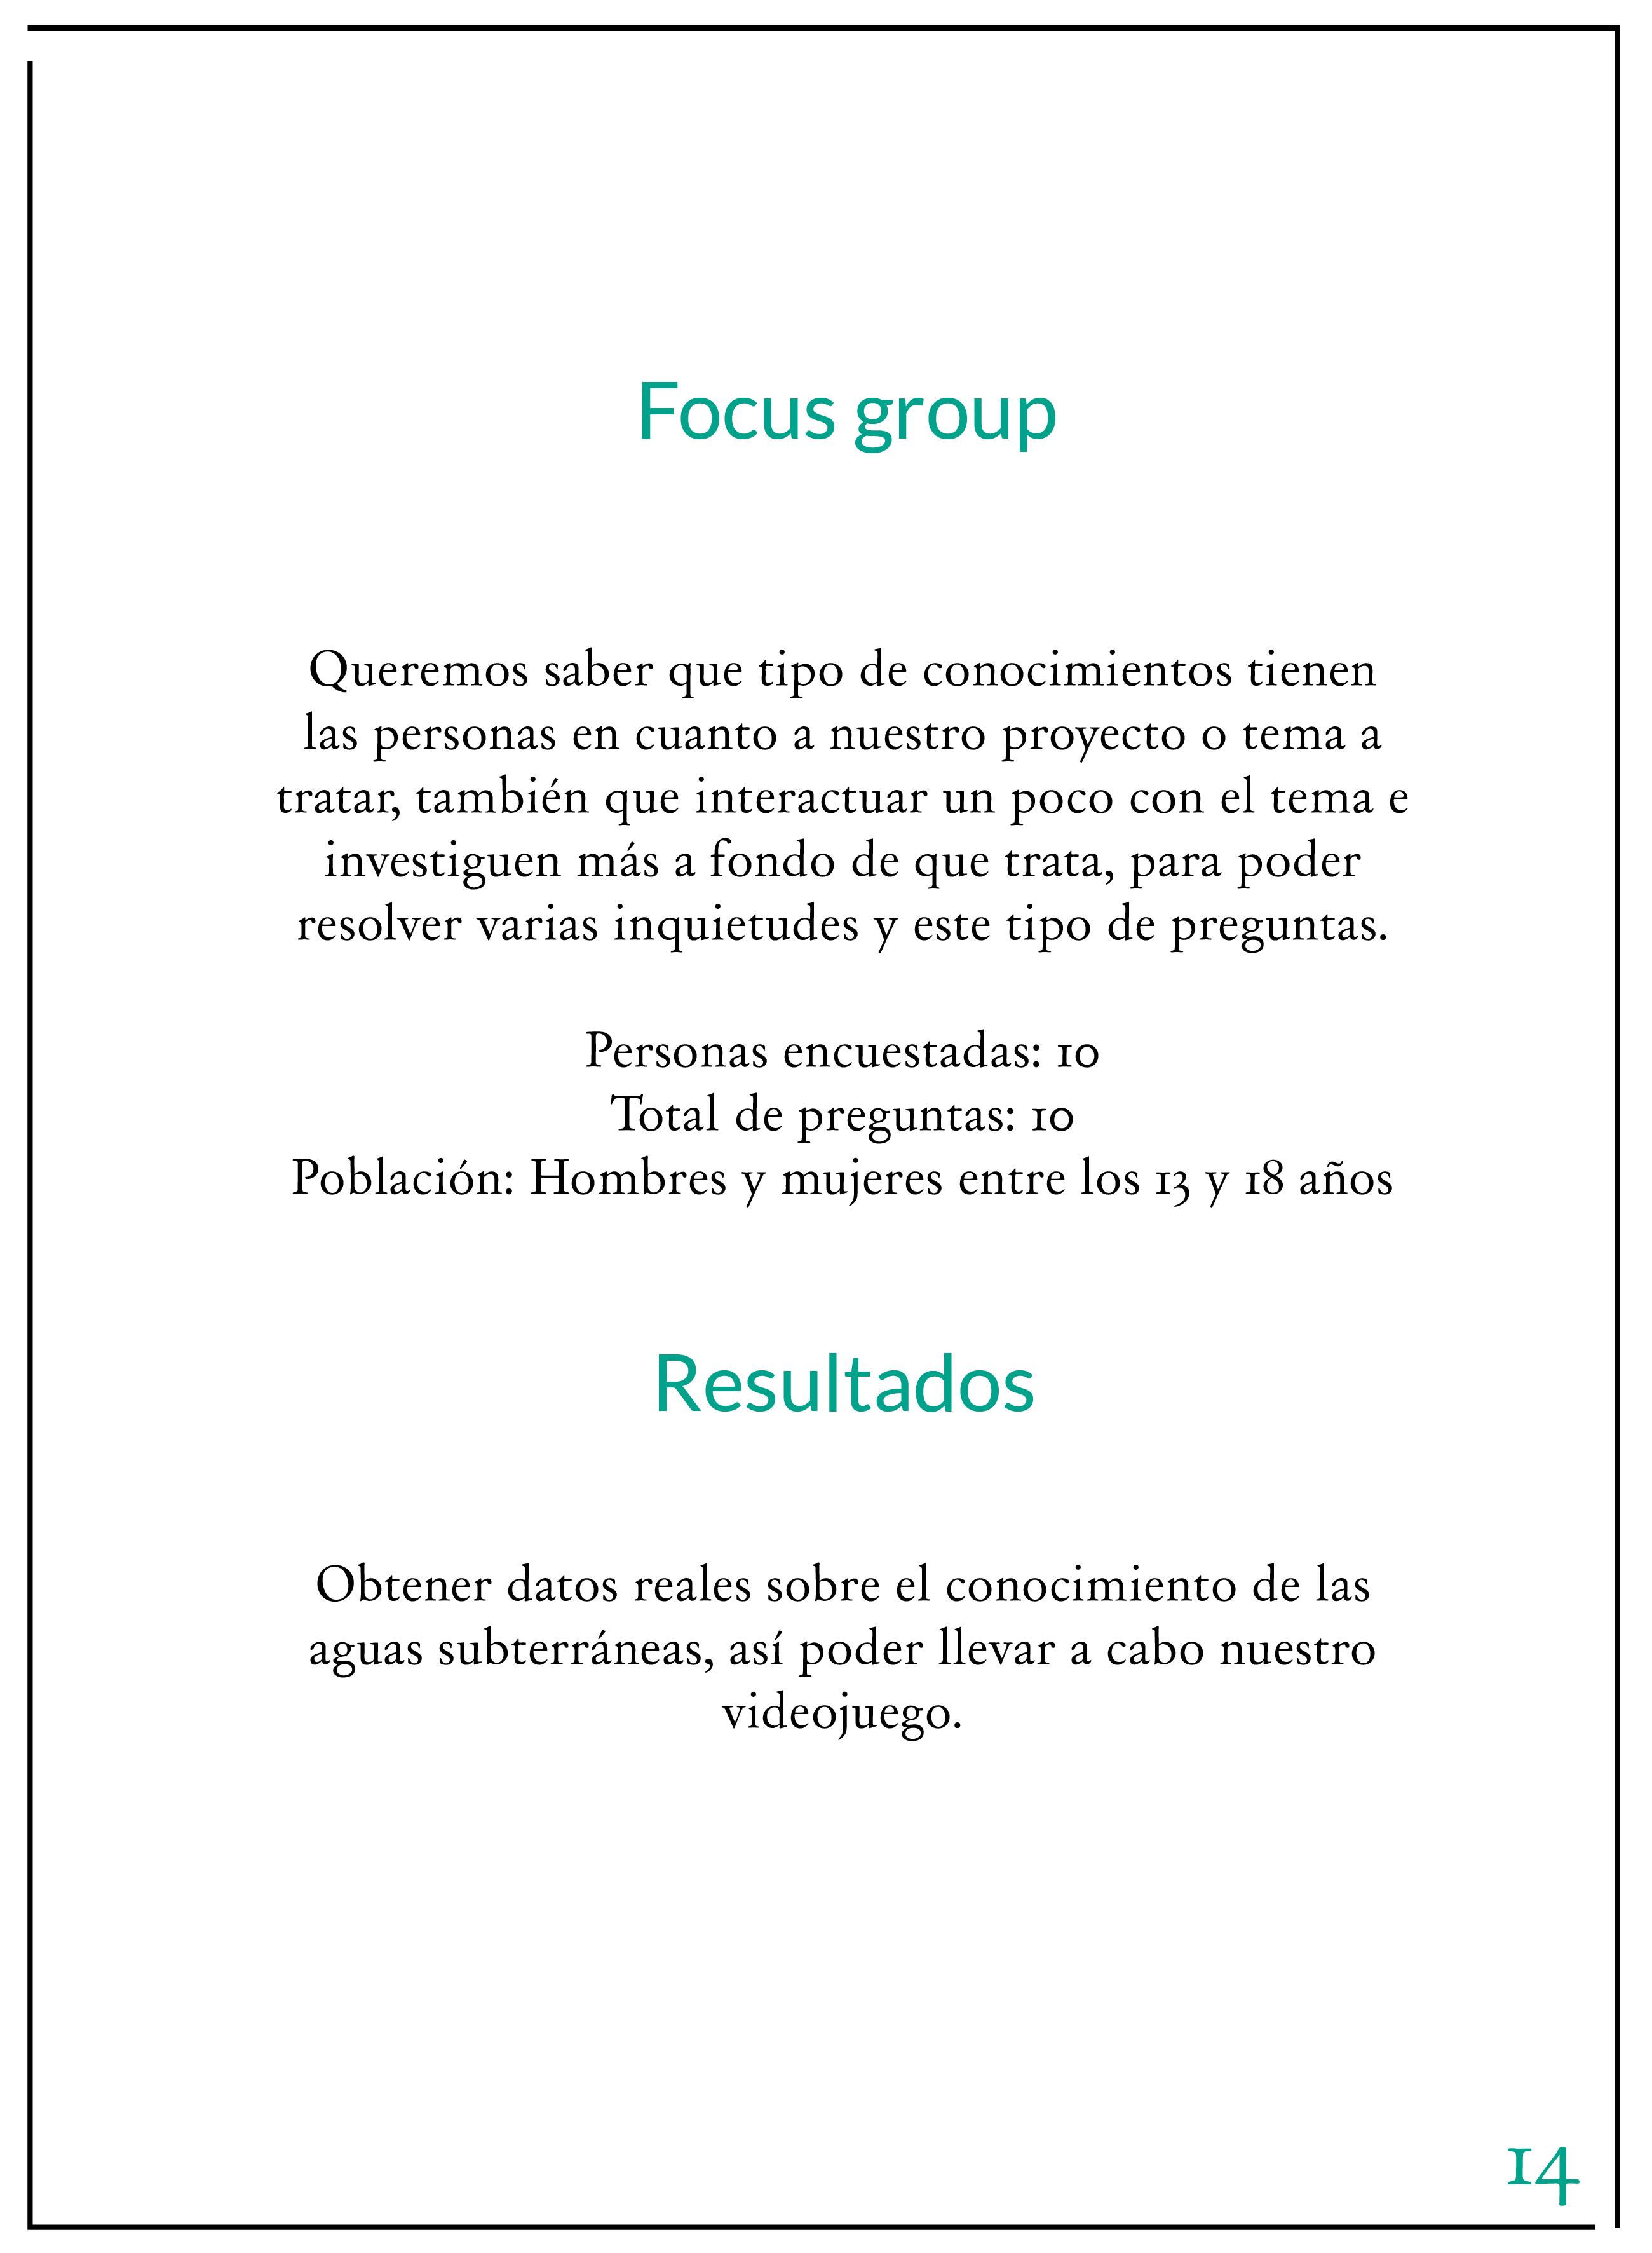 Focus group
Queremos saber que tipo de conocimientos tienen
las personas en cuanto a nuestro proyecto o tema a
tratar, también que interactuar un poco con el tema e
investiguen más a fondo de que trata, para poder
resolver varias inquietudes y este tipo de preguntas.
Personas encuestadas: 10
Total de preguntas: 10
Población: Hombres y mujeres entre los 13 y 18 años
Resultados
Obtener datos reales sobre el conocimiento de las
aguas subterráneas, así poder llevar a cabo nuestro
videojuego.
14